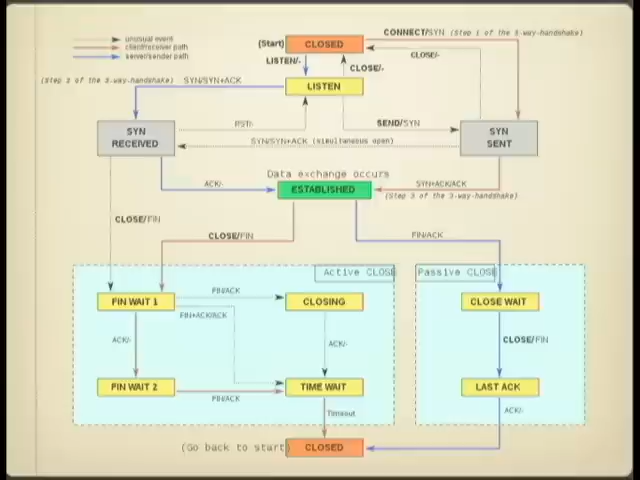 unusual event
client/receiver path
server/sender path
(Start)
CLOSED
CONNECT/SYN (Step 1 of the 3-way-handshake)
LISTEN/-
CLOSE/-
CLOSE/-
(Step 2 of the 3-way-handshake) SYN/SYN+ACK
LISTEN
RST/-
SEND/SYN
SYN
RECEIVED
SYN
SENT
SYN/SYN+ACK (simultaneous open)
Data exchange occurs
ACK/-
ESTABLISHED
SYN+ACK/ACK
(Step 3 of the 3-way-handshake)
CLOSE/FIN
CLOSE/FIN
FIN/ACK
Active CLOSE
Passive CLOSE
FIN WAIT 1
FIN/ACK
CLOSING
CLOSE WAIT
FIN+ACK/ACK
ACK/-
ACK/-
CLOSE/FIN
FIN WAIT 2
FIN/ACK
TIME WAIT
LAST ACK
Timeout
ACK/-
(Go back to start)
CLOSED